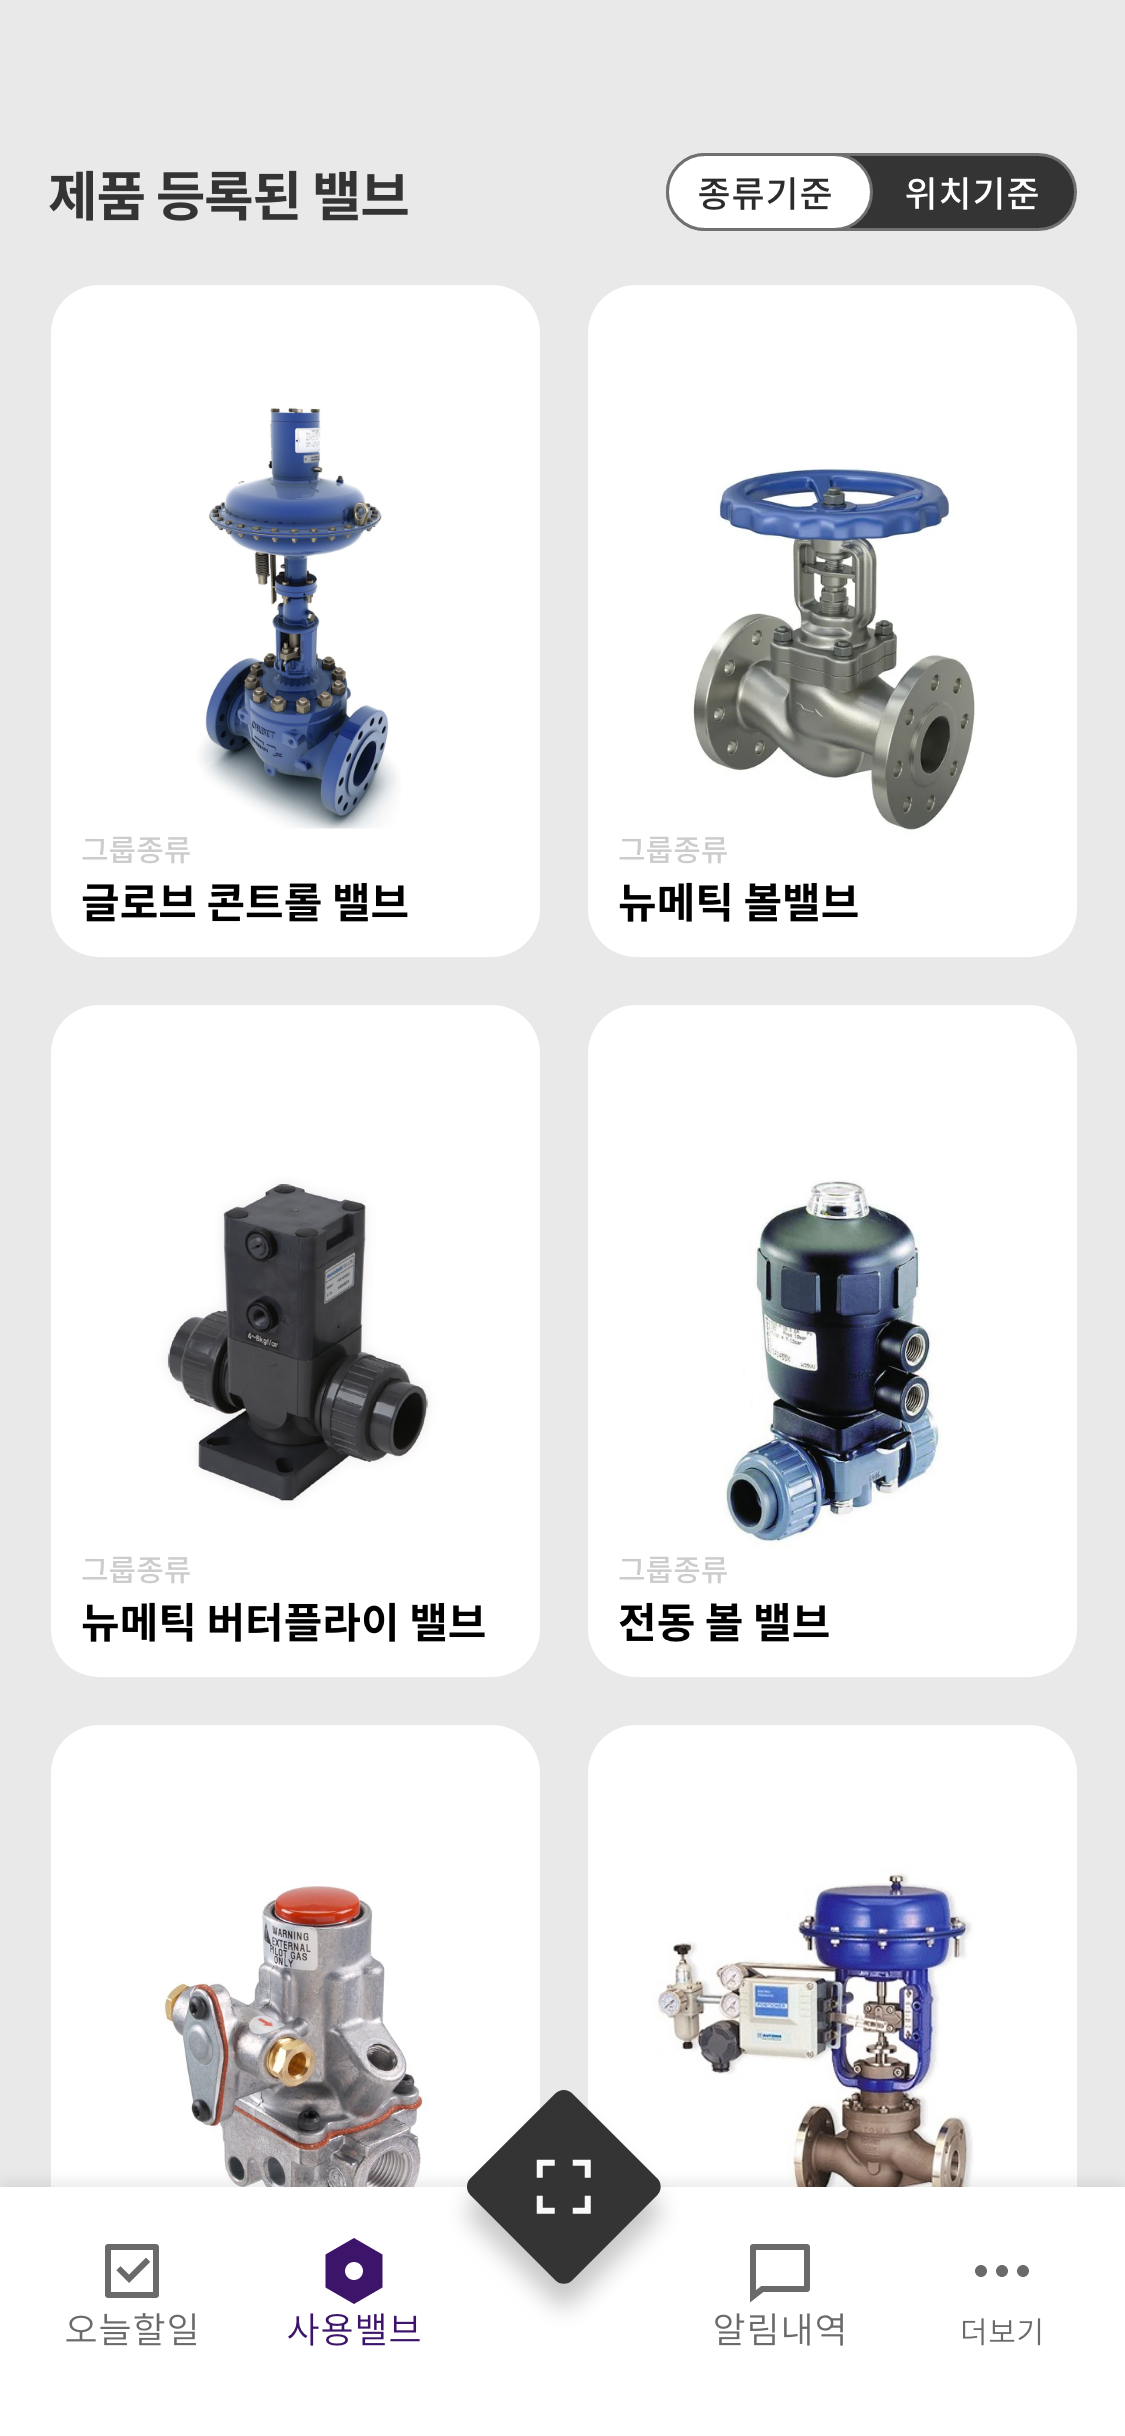 제품 등록된 밸브
종류기준
위치기준
그룹종류
글로브 콘트롤 밸브
그룹종류
뉴메틱 볼밸브
4~6kgf/㎠
그룹종류
뉴메틱 버터플라이 밸브
그룹종류
전동 볼 밸브
WARNING
EXTERNAL
PILOT GAS
ONLY
POSITIONER
오늘할일
사용밸브
알림내역
더보기